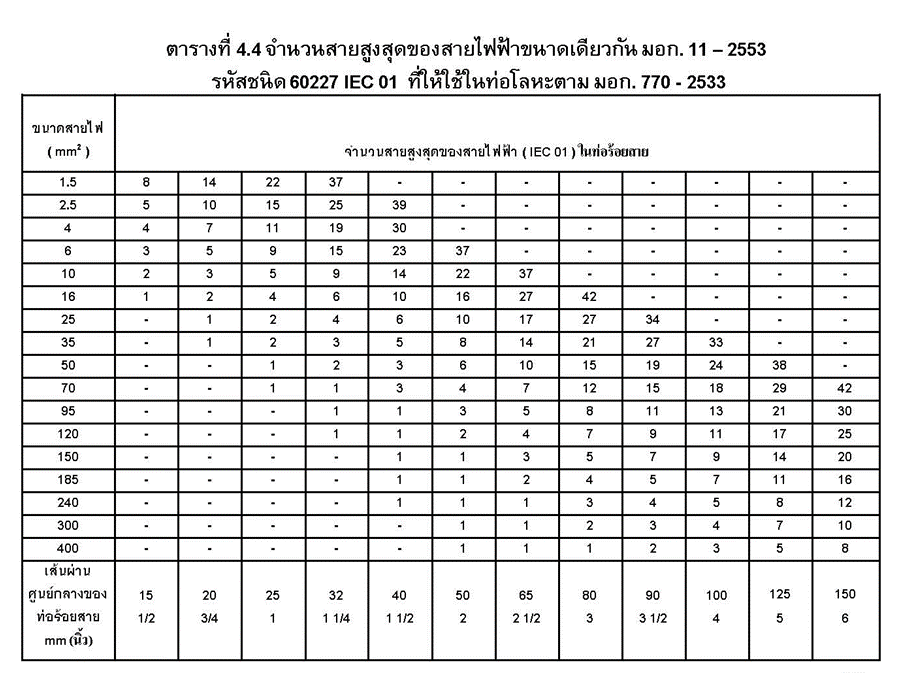 ตารางที่ 4.4 จำนวนสายสูงสุดของสายไฟฟ้าขนาดเดียวกัน มอก. 11 – 2553
รหัสชนิด 60227 IEC 01 ที่ให้ใช้ในท่อโลหะตาม มอก. 770 - 2533
ขนาดสายไฟ
( mm² )
จำนวนสายสูงสุดของสายไฟฟ้า ( IEC 01 ) ในท่อร้อยสาย
1.5 8 14 22 37 - - - - - - - -
2.5 5 10 15 25 39 - - - - - - -
4 4 7 11 19 30 - - - - - - -
6 3 5 9 15 23 37 - - - - - -
10 2 3 5 9 14 22 37 - - - - -
16 1 2 4 6 10 16 27 42 - - - -
25 - 1 2 4 6 10 17 27 34 - - -
35 - 1 2 3 5 8 14 21 27 33 - -
50 - - 1 2 3 6 10 15 19 24 38 -
70 - - 1 1 3 4 7 12 15 18 29 42
95 - - - 1 1 3 5 8 11 13 21 30
120 - - - 1 1 2 4 7 9 11 17 25
150 - - - - 1 1 3 5 7 9 14 20
185 - - - - 1 1 2 4 5 7 11 16
240 - - - - 1 1 1 3 4 5 8 12
300 - - - - - 1 1 2 3 4 7 10
400 - - - - - 1 1 1 2 3 5 8
เส้นผ่าน
ศูนย์กลางของ
ท่อร้อยสาย
mm (นิ้ว)
15 20 25 32 40 50 65 80 90 100 125 150
1/2 3/4 1 1 1/4 1 1/2 2 2 1/2 3 3 1/2 4 5 6